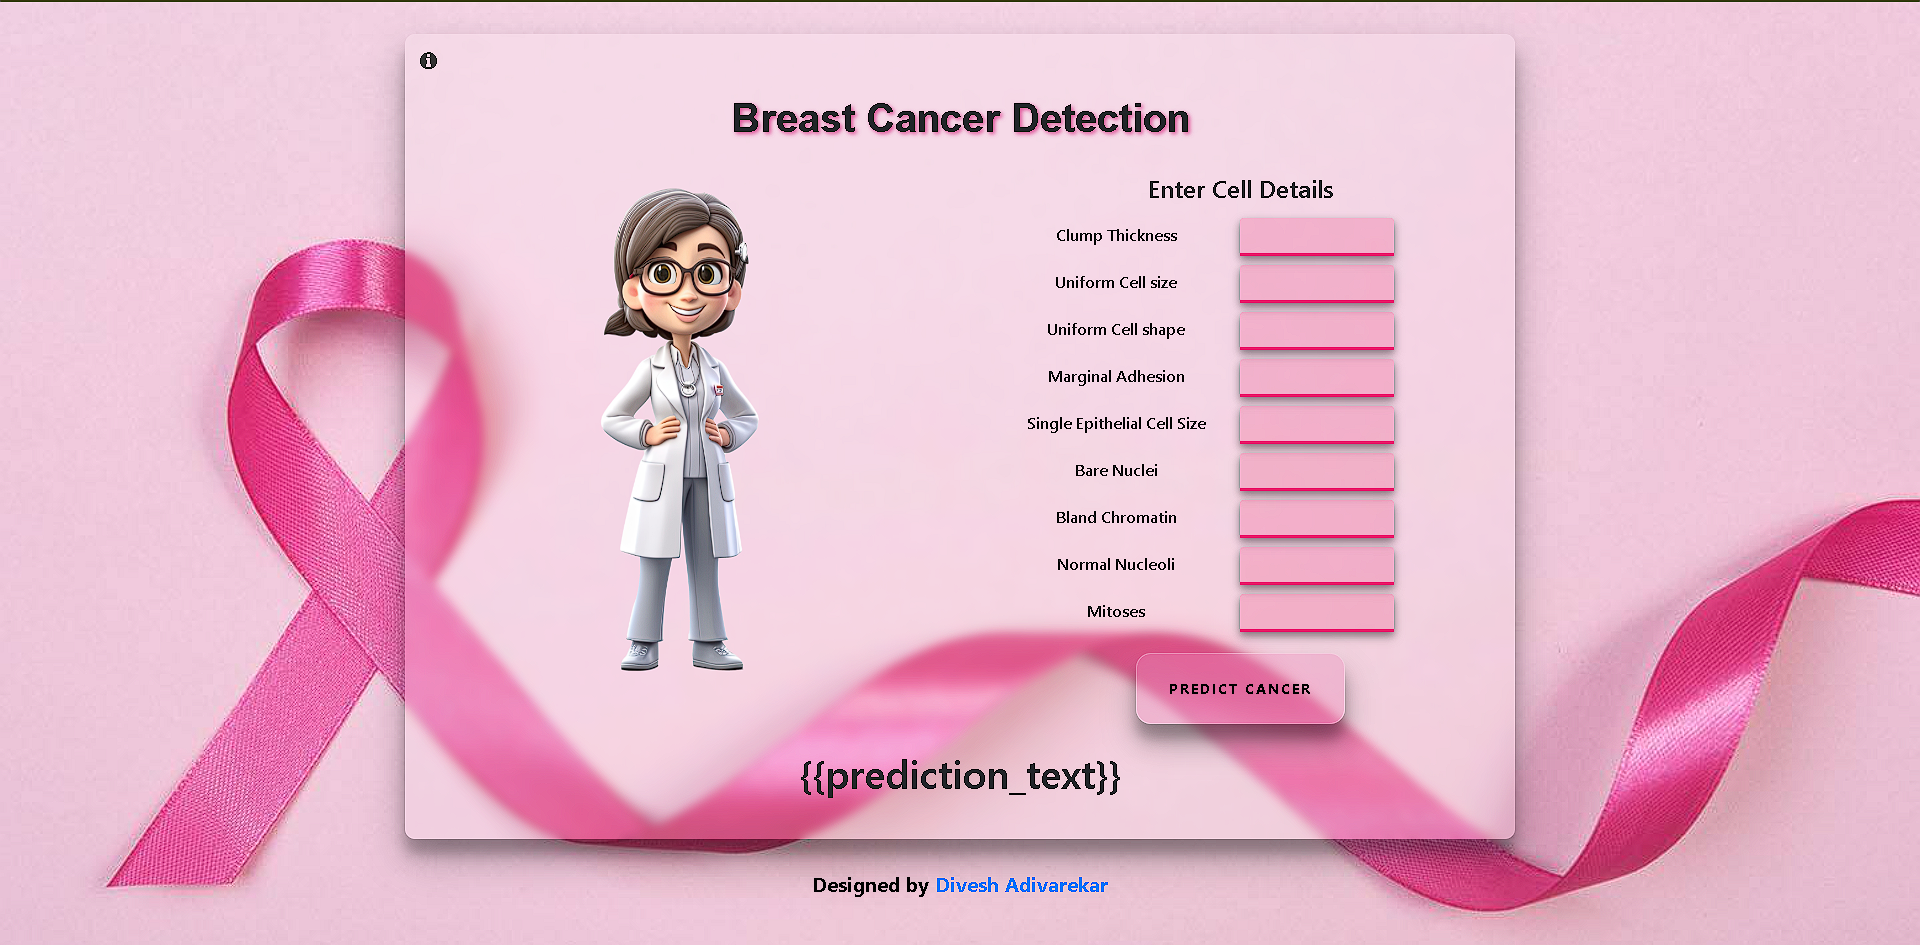 Breast Cancer Detection
Enter Cell Details
Clump Thickness
Uniform Cell size
Uniform Cell shape
Marginal Adhesion
Single Epithelial Cell Size
Bare Nuclei
Bland Chromatin
Normal Nucleoli
Mitoses
PREDICT CANCER
{{prediction_text}}
Designed by Divesh Adivarekar